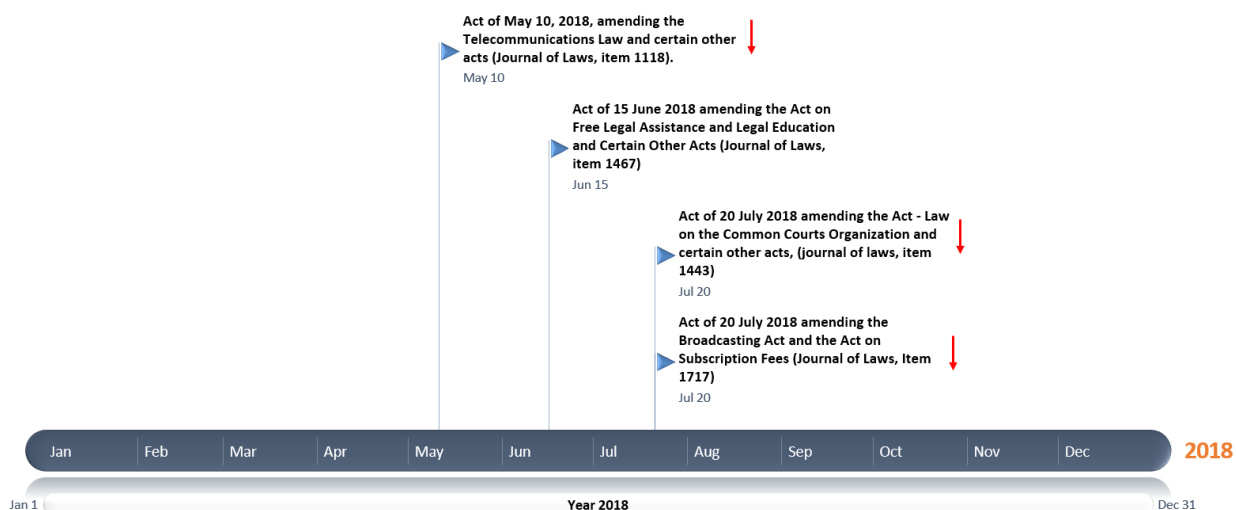 Act of May 10, 2018, amending the
Telecommunications Law and certain other
acts (Journal of Laws, item 1118).
May 10
Act of 15 June 2018 amending the Act on
Free Legal Assistance and Legal Education
and Certain Other Acts (Journal of Laws,
item 1467)
Jun 15
Act of 20 July 2018 amending the Act - Law
on the Common Courts Organization and
certain other acts, (journal of laws, item
1443)
Jul 20
Act of 20 July 2018 amending the
Broadcasting Act and the Act on
Subscription Fees (Journal of Laws, Item
1717)
Jul 20
Jan Feb Mar Apr May Jun Jul Aug Sep Oct Nov Dec 2018
Jan 1 Year 2018 Dec 31